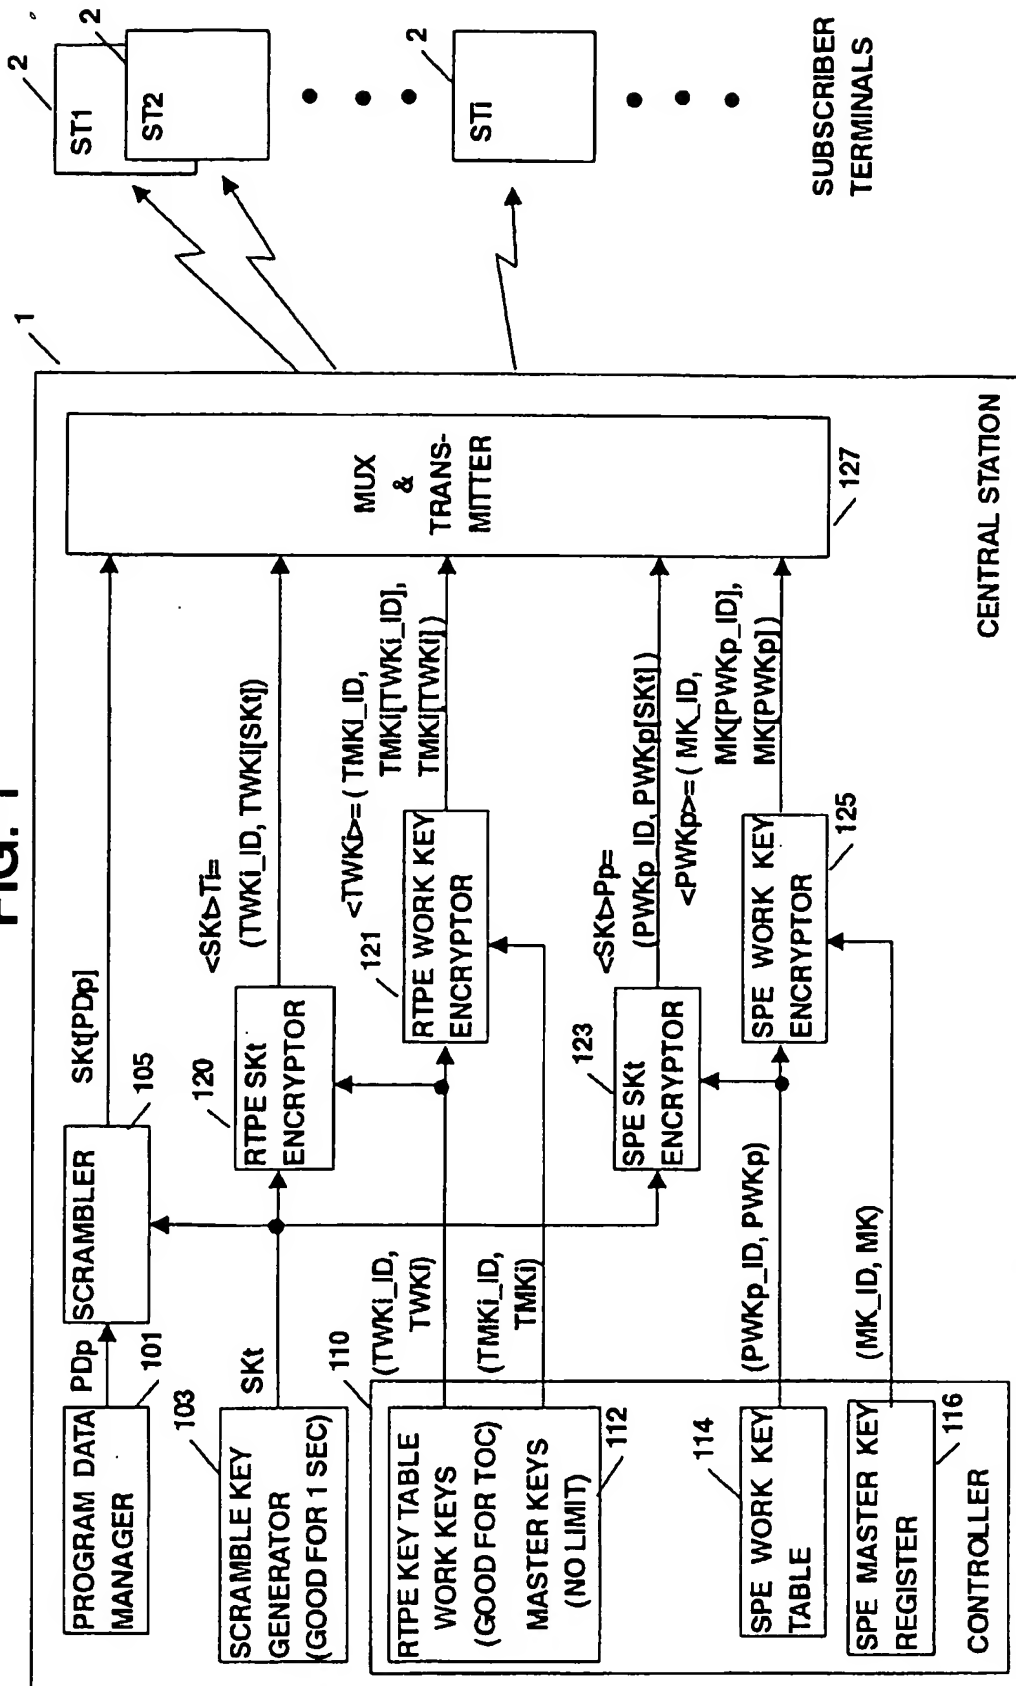 FIG. 1
1
2
ST1
2
ST2
2
STi
SUBSCRIBER
TERMINALS
PROGRAM DATA
MANAGER
101
PDp
SCRAMBLER
105
SKt[PDp]
103
SCRAMBLE KEY
GENERATOR
(GOOD FOR 1 SEC)
SKt
120
RTPE SKt
ENCRYPTOR
<SKt>Ti=
(TWKi_ID, TWKi[SKt])
110
RTPE KEY TABLE
WORK KEYS
(GOOD FOR TOC)
MASTER KEYS
(NO LIMIT)
112
(TWKi_ID,
TWKi)
(TMKi_ID,
TMKi)
121
RTPE WORK KEY
ENCRYPTOR
<TWKi>=( TMKi_ID,
TMKi[TWKi_ID],
TMKi[TWKi] )
123
SPE SKt
ENCRYPTOR
<SKt>Pp=
(PWKp_ID, PWKp[SKt] )
114
SPE WORK KEY
TABLE
(PWKp_ID, PWKp)
SPE WORK KEY
ENCRYPTOR
125
<PWKp>=( MK_ID,
MK[PWKp_ID],
MK[PWKp] )
SPE MASTER KEY
REGISTER
116
(MK_ID, MK)
CONTROLLER
MUX
&
TRANS-
MITTER
127
CENTRAL STATION